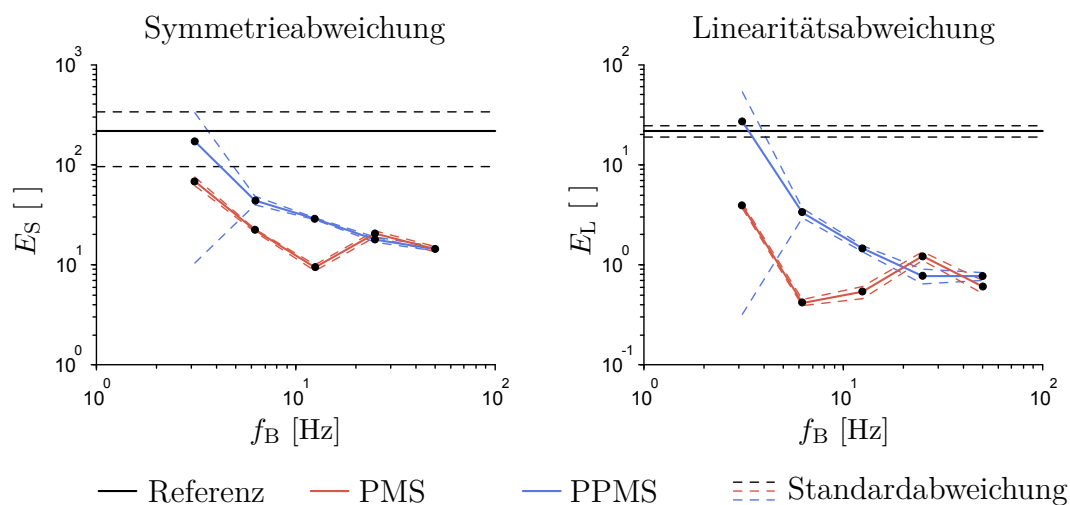 Symmetrieabweichung
Linearitätsabweichung
10³
10²
10¹
10⁰
E_S [ ]
10⁰ 10¹ 10²
f_B [Hz]
10²
10¹
10⁰
10⁻¹
E_L [ ]
10⁰ 10¹ 10²
f_B [Hz]
Referenz PMS PPMS Standardabweichung